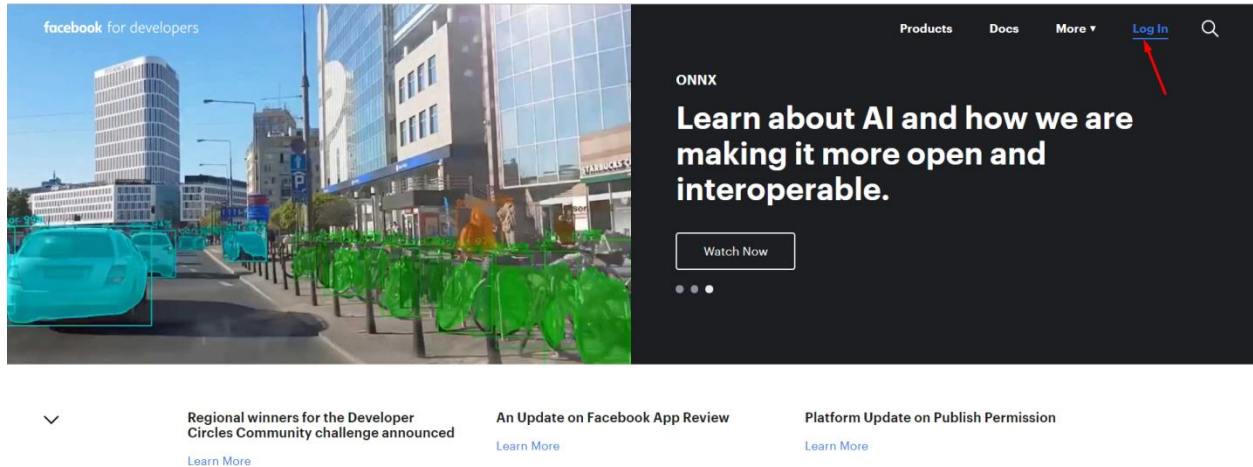 facebook for developers
Products Docs More ▾ Log In
ONNX
Learn about AI and how we are
making it more open and
interoperable.
Watch Now
STARBUCKS
P
Regional winners for the Developer
Circles Community challenge announced
Learn More
An Update on Facebook App Review
Learn More
Platform Update on Publish Permission
Learn More